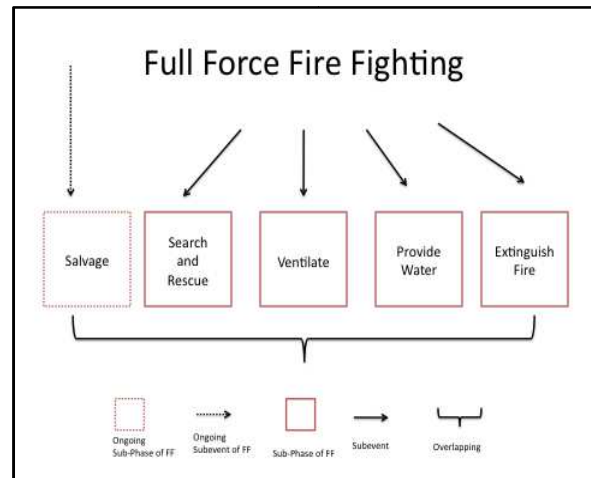 Full Force Fire Fighting
Salvage
Search
and
Rescue
Ventilate
Provide
Water
Extinguish
Fire
Ongoing
Sub-Phase of FF
Ongoing
Subevent of FF
Sub-Phase of FF
Subevent
Overlapping